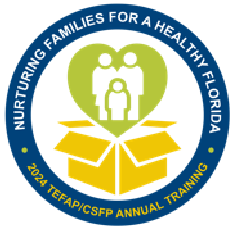 NURTURING FAMILIES FOR A HEALTHY FLORIDA
2024 TEFAP/CSFP ANNUAL TRAINING